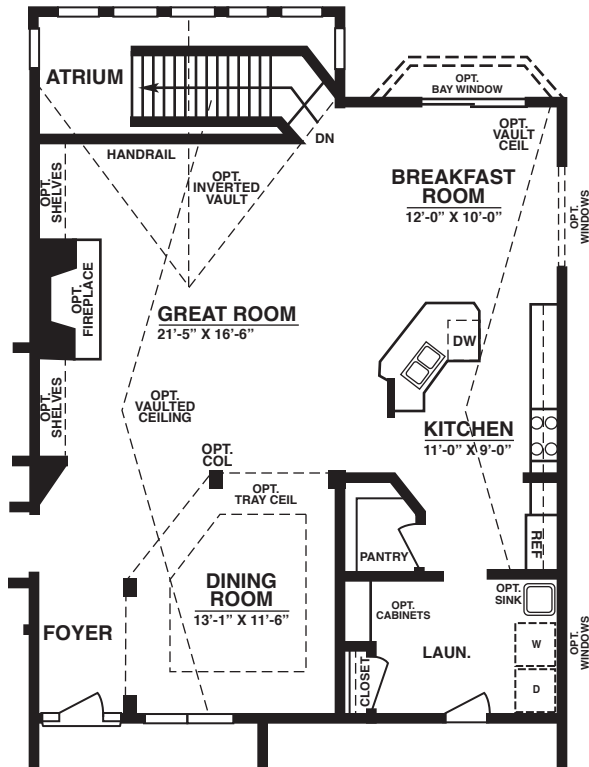 ATRIUM
OPT.
BAY WINDOW
OPT.
VAULT
CEIL
DN
HANDRAIL
OPT.
SHELVES
OPT.
INVERTED
VAULT
BREAKFAST
ROOM
12'-0" X 10'-0"
OPT.
WINDOWS
OPT.
FIREPLACE
GREAT ROOM
21'-5" X 16'-6"
DW
OPT.
SHELVES
OPT.
VAULTED
CEILING
KITCHEN
11'-0" X 9'-0"
OPT.
COL
OPT.
TRAY CEIL
PANTRY
REF
DINING
ROOM
13'-1" X 11'-6"
OPT.
CABINETS
OPT.
SINK
FOYER
LAUN.
W
OPT.
WINDOWS
CLOSET
D